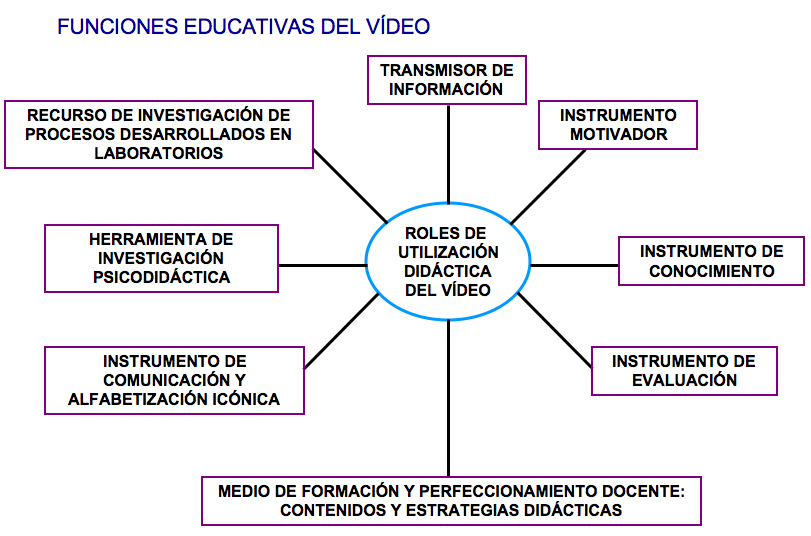 FUNCIONES EDUCATIVAS DEL VÍDEO
TRANSMISOR DE
INFORMACIÓN
RECURSO DE INVESTIGACIÓN DE
PROCESOS DESARROLLADOS EN
LABORATORIOS
INSTRUMENTO
MOTIVADOR
HERRAMIENTA DE
INVESTIGACIÓN
PSICODIDÁCTICA
ROLES DE
UTILIZACIÓN
DIDÁCTICA
DEL VÍDEO
INSTRUMENTO DE
CONOCIMIENTO
INSTRUMENTO DE
COMUNICACIÓN Y
ALFABETIZACIÓN ICÓNICA
INSTRUMENTO DE
EVALUACIÓN
MEDIO DE FORMACIÓN Y PERFECCIONAMIENTO DOCENTE:
CONTENIDOS Y ESTRATEGIAS DIDÁCTICAS